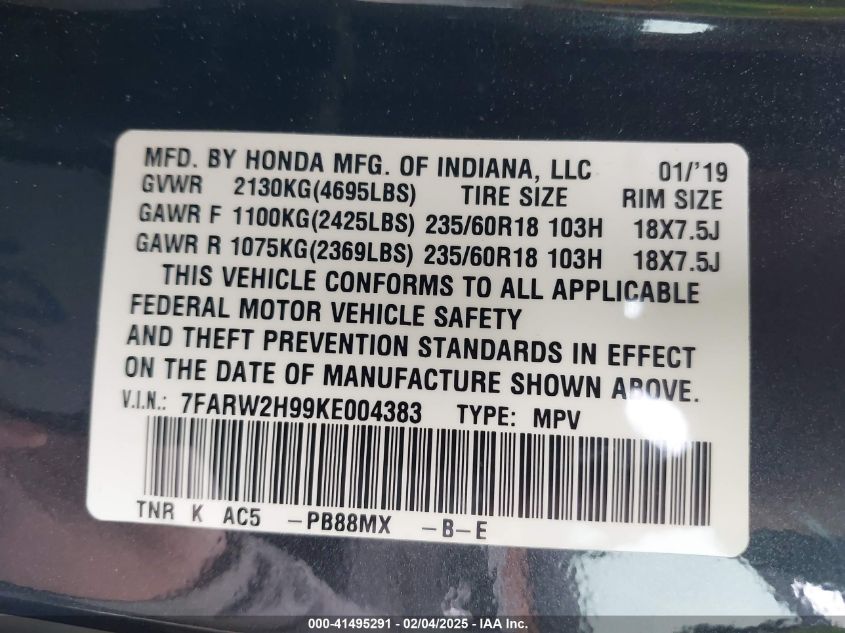 MFD. BY HONDA MFG. OF INDIANA, LLC 01/'19
GVWR 2130KG(4695LBS) TIRE SIZE RIM SIZE
GAWR F 1100KG(2425LBS) 235/60R18 103H 18X7.5J
GAWR R 1075KG(2369LBS) 235/60R18 103H 18X7.5J
THIS VEHICLE CONFORMS TO ALL APPLICABLE
FEDERAL MOTOR VEHICLE SAFETY
AND THEFT PREVENTION STANDARDS IN EFFECT
ON THE DATE OF MANUFACTURE SHOWN ABOVE.
V.I.N.: 7FARW2H99KE004383 TYPE: MPV
TNR K AC5 -PB88MX -B-E
000-41495291 - 02/04/2025 - IAA Inc.